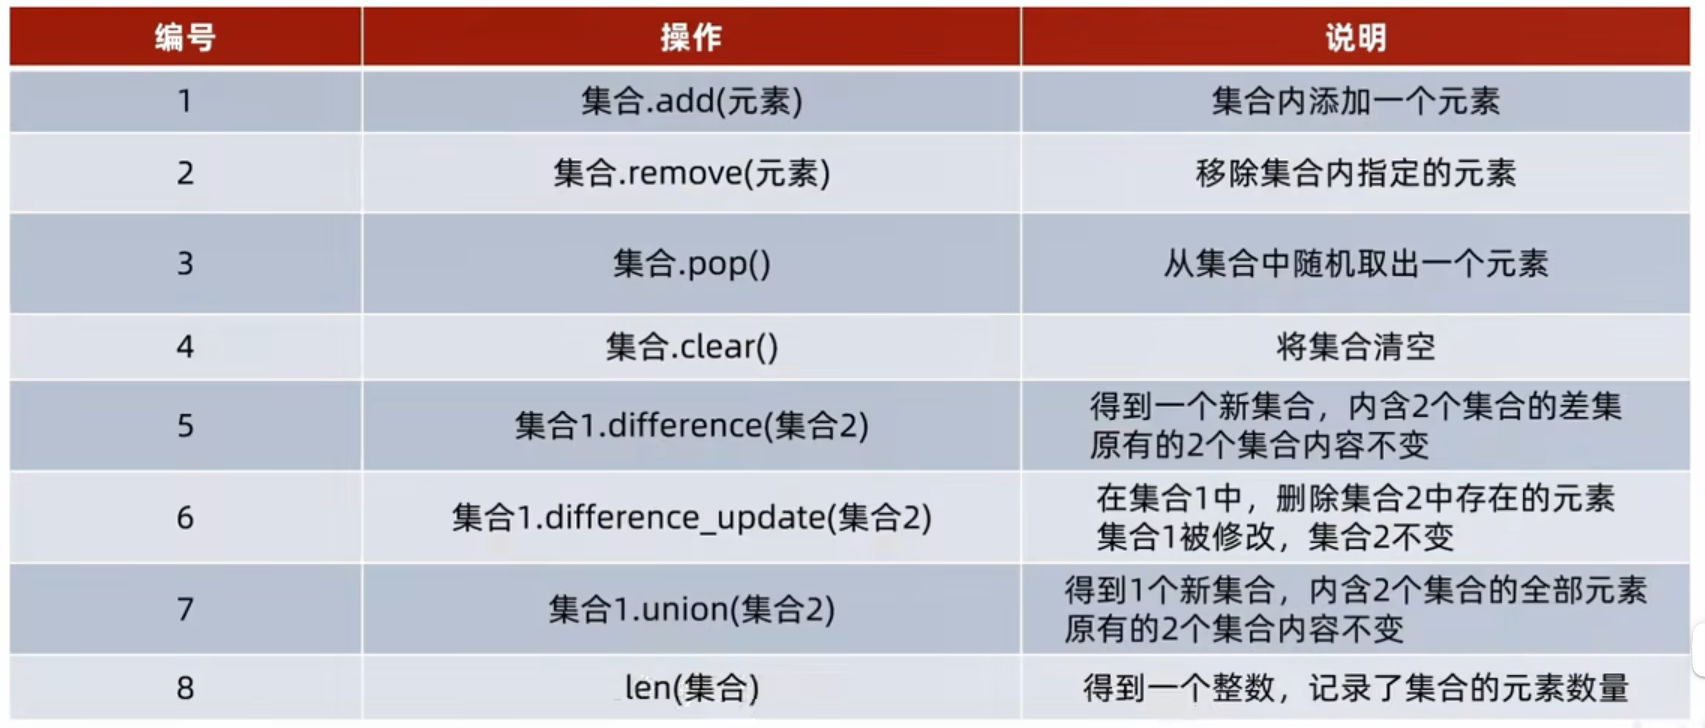 编号 操作 说明
1 集合.add(元素) 集合内添加一个元素
2 集合.remove(元素) 移除集合内指定的元素
3 集合.pop() 从集合中随机取出一个元素
4 集合.clear() 将集合清空
5 集合1.difference(集合2) 得到一个新集合，内含2个集合的差集
原有的2个集合内容不变
6 集合1.difference_update(集合2) 在集合1中，删除集合2中存在的元素
集合1被修改，集合2不变
7 集合1.union(集合2) 得到1个新集合，内含2个集合的全部元素
原有的2个集合内容不变
8 len(集合) 得到一个整数，记录了集合的元素数量